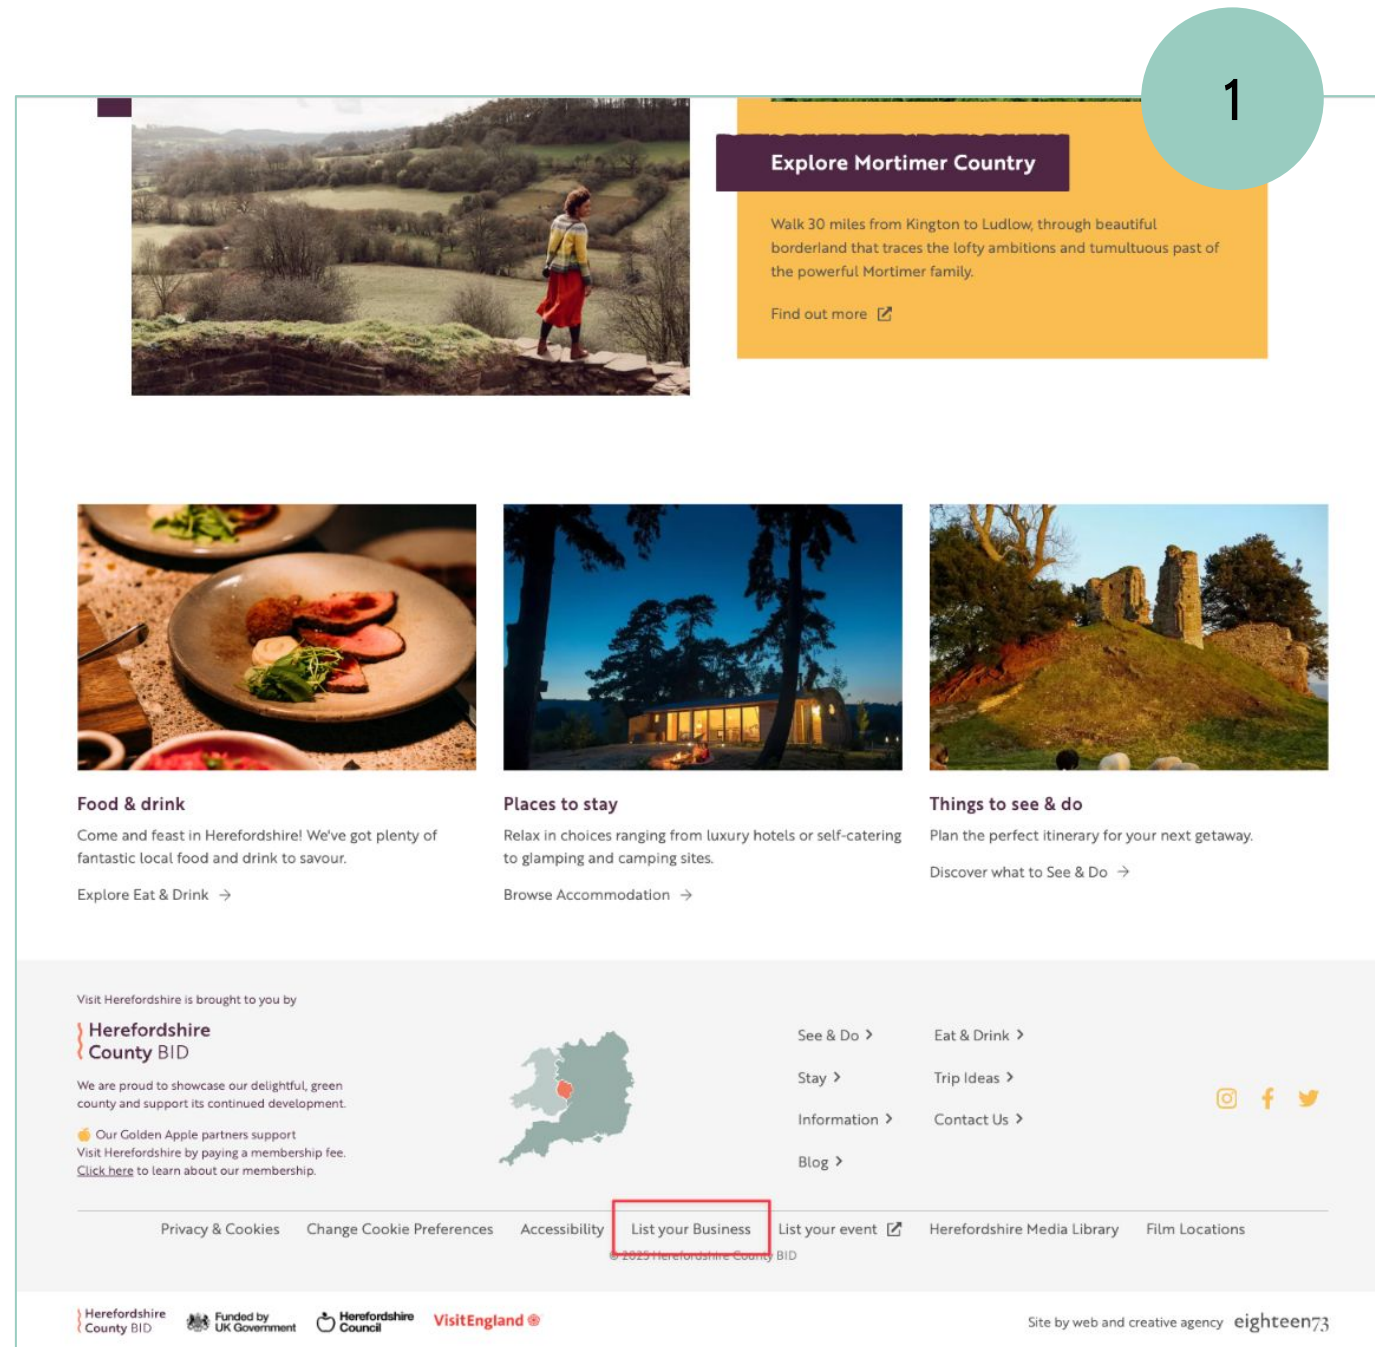 1
Explore Mortimer Country
Walk 30 miles from Kington to Ludlow, through beautiful
borderland that traces the lofty ambitions and tumultuous past of
the powerful Mortimer family.
Find out more
Food & drink
Come and feast in Herefordshire! We've got plenty of
fantastic local food and drink to savour.
Explore Eat & Drink →
Places to stay
Relax in choices ranging from luxury hotels or self-catering
to glamping and camping sites.
Browse Accommodation →
Things to see & do
Plan the perfect itinerary for your next getaway.
Discover what to See & Do →
Visit Herefordshire is brought to you by
Herefordshire
County BID
We are proud to showcase our delightful, green
county and support its continued development.
Our Golden Apple partners support
Visit Herefordshire by paying a membership fee.
Click here to learn about our membership.
See & Do >
Stay >
Information >
Blog >
Eat & Drink >
Trip Ideas >
Contact Us >
Privacy & Cookies Change Cookie Preferences Accessibility List your Business List your event Herefordshire Media Library Film Locations
© 2025 Herefordshire County BID
Herefordshire
County BID
Funded by
UK Government
Herefordshire
Council
VisitEngland
Site by web and creative agency eighteen73